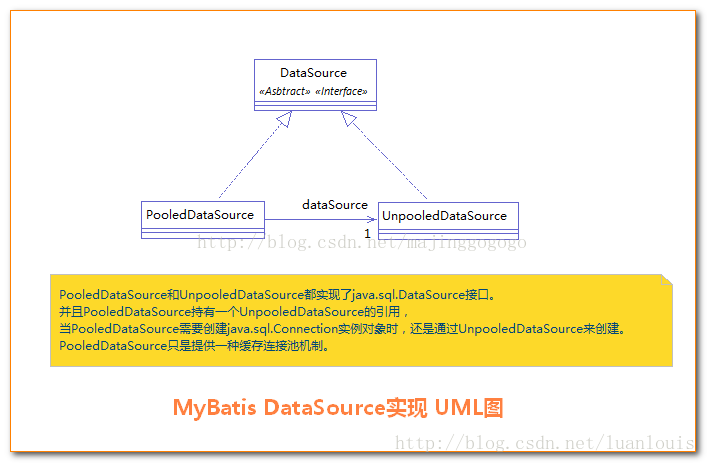 DataSource
«Asbtract» «Interface»
dataSource
PooledDataSource
UnpooledDataSource
1
http://blog.csdn.net/majinggogogo
PooledDataSource和UnpooledDataSource都实现了java.sql.DataSource接口。
并且PooledDataSource持有一个UnpooledDataSource的引用，
当PooledDataSource需要创建java.sql.Connection实例对象时，还是通过UnpooledDataSource来创建。
PooledDataSource只是提供一种缓存连接池机制。
MyBatis DataSource实现 UML图
http://blog.csdn.net/luanlouis